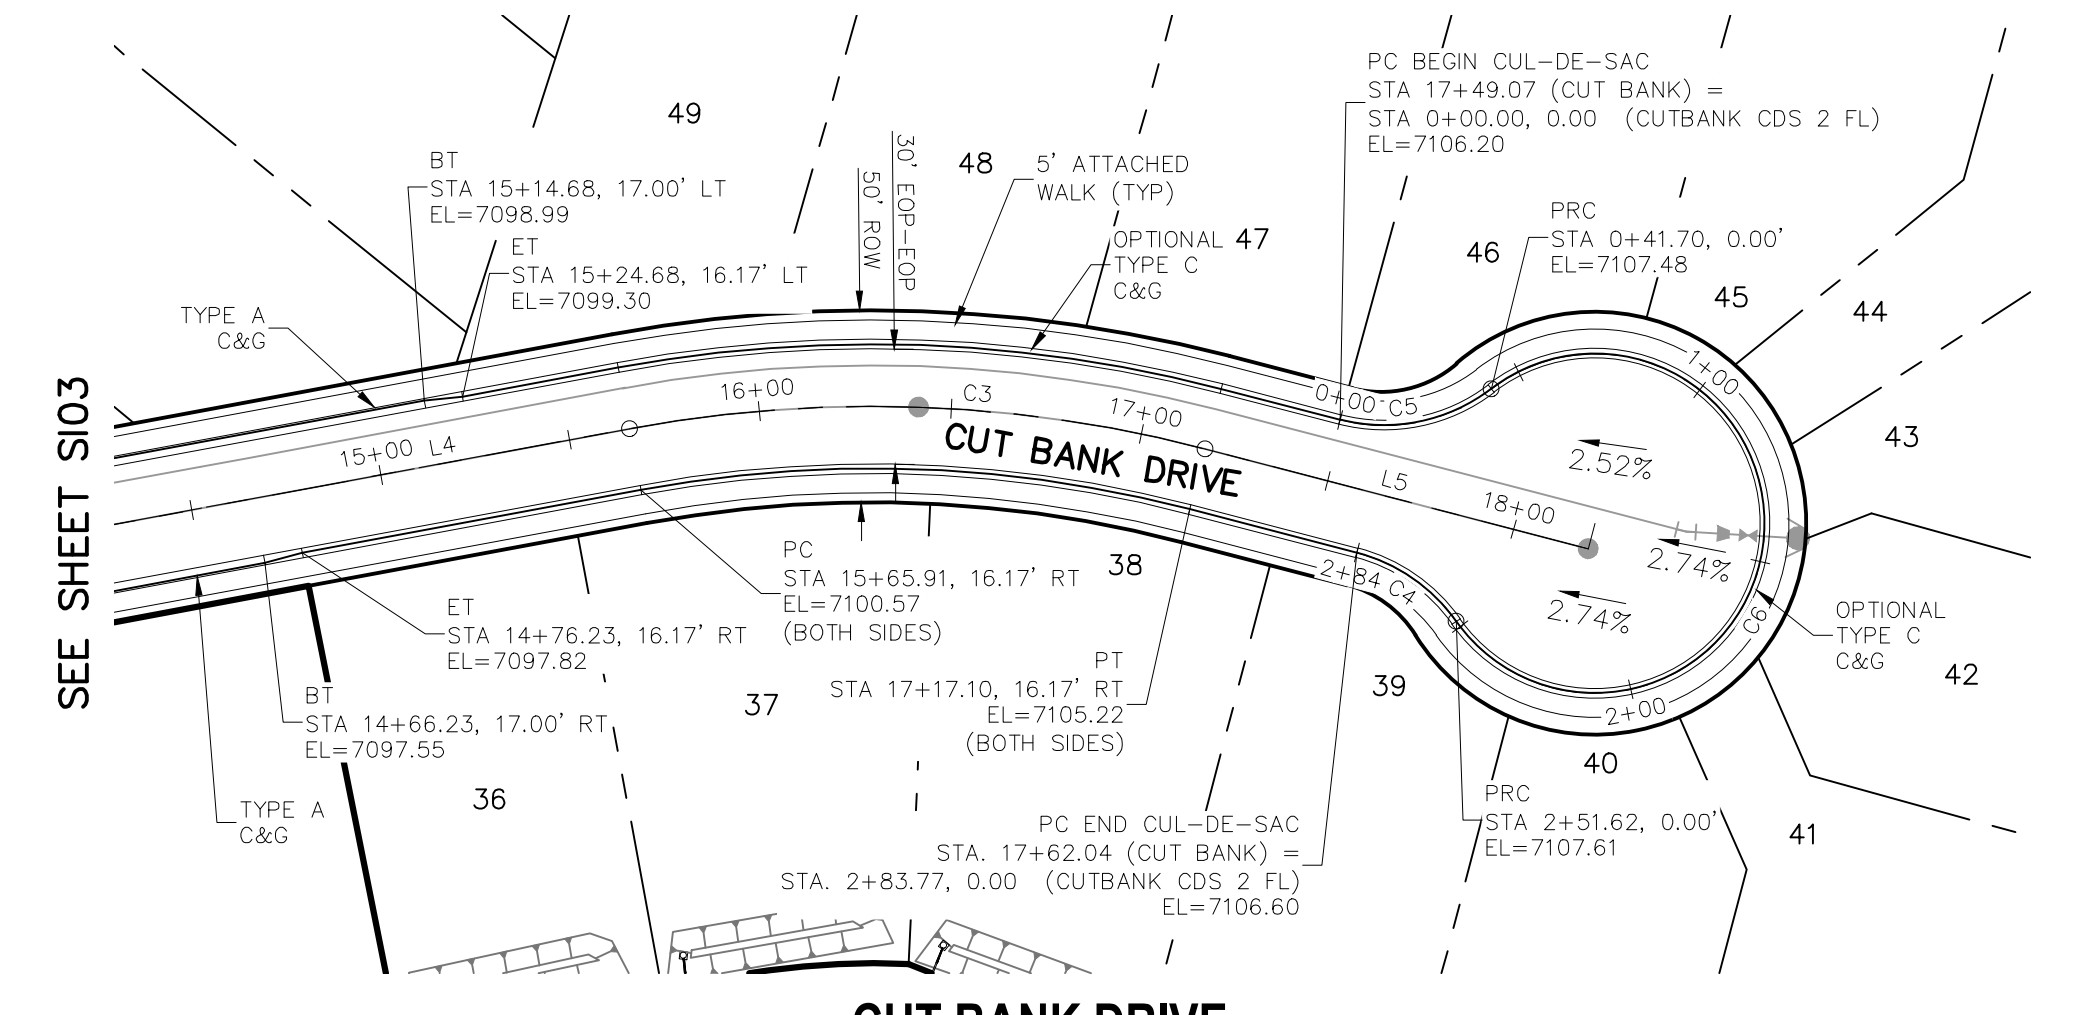 PC BEGIN CUL-DE-SAC
STA 17+49.07 (CUT BANK) =
STA 0+00.00, 0.00 (CUTBANK CDS 2 FL)
EL=7106.20
49
BT
STA 15+14.68, 17.00' LT
EL=7098.99
ET
STA 15+24.68, 16.17' LT
EL=7099.30
30' EOP-EOP
50' ROW
48
5' ATTACHED
WALK (TYP)
OPTIONAL
TYPE C
C&G
47
46
PRC
STA 0+41.70, 0.00'
EL=7107.48
45
44
43
TYPE A
C&G
SEE SHEET SI03
15+00 L4
16+00
C3
17+00
CUT BANK DRIVE
0+00 C5
1+00
L5
18+00
2.52%
2.74%
2.74%
2+84 C4
C6
2+00
OPTIONAL
TYPE C
C&G
42
PC
STA 15+65.91, 16.17' RT
EL=7100.57
(BOTH SIDES)
38
ET
STA 14+76.23, 16.17' RT
EL=7097.82
BT
STA 14+66.23, 17.00' RT
EL=7097.55
37
PT
STA 17+17.10, 16.17' RT
EL=7105.22
(BOTH SIDES)
39
40
36
TYPE A
C&G
PRC
STA 2+51.62, 0.00'
EL=7107.61
41
PC END CUL-DE-SAC
STA. 17+62.04 (CUT BANK) =
STA. 2+83.77, 0.00 (CUTBANK CDS 2 FL)
EL=7106.60
CUT BANK DRIVE